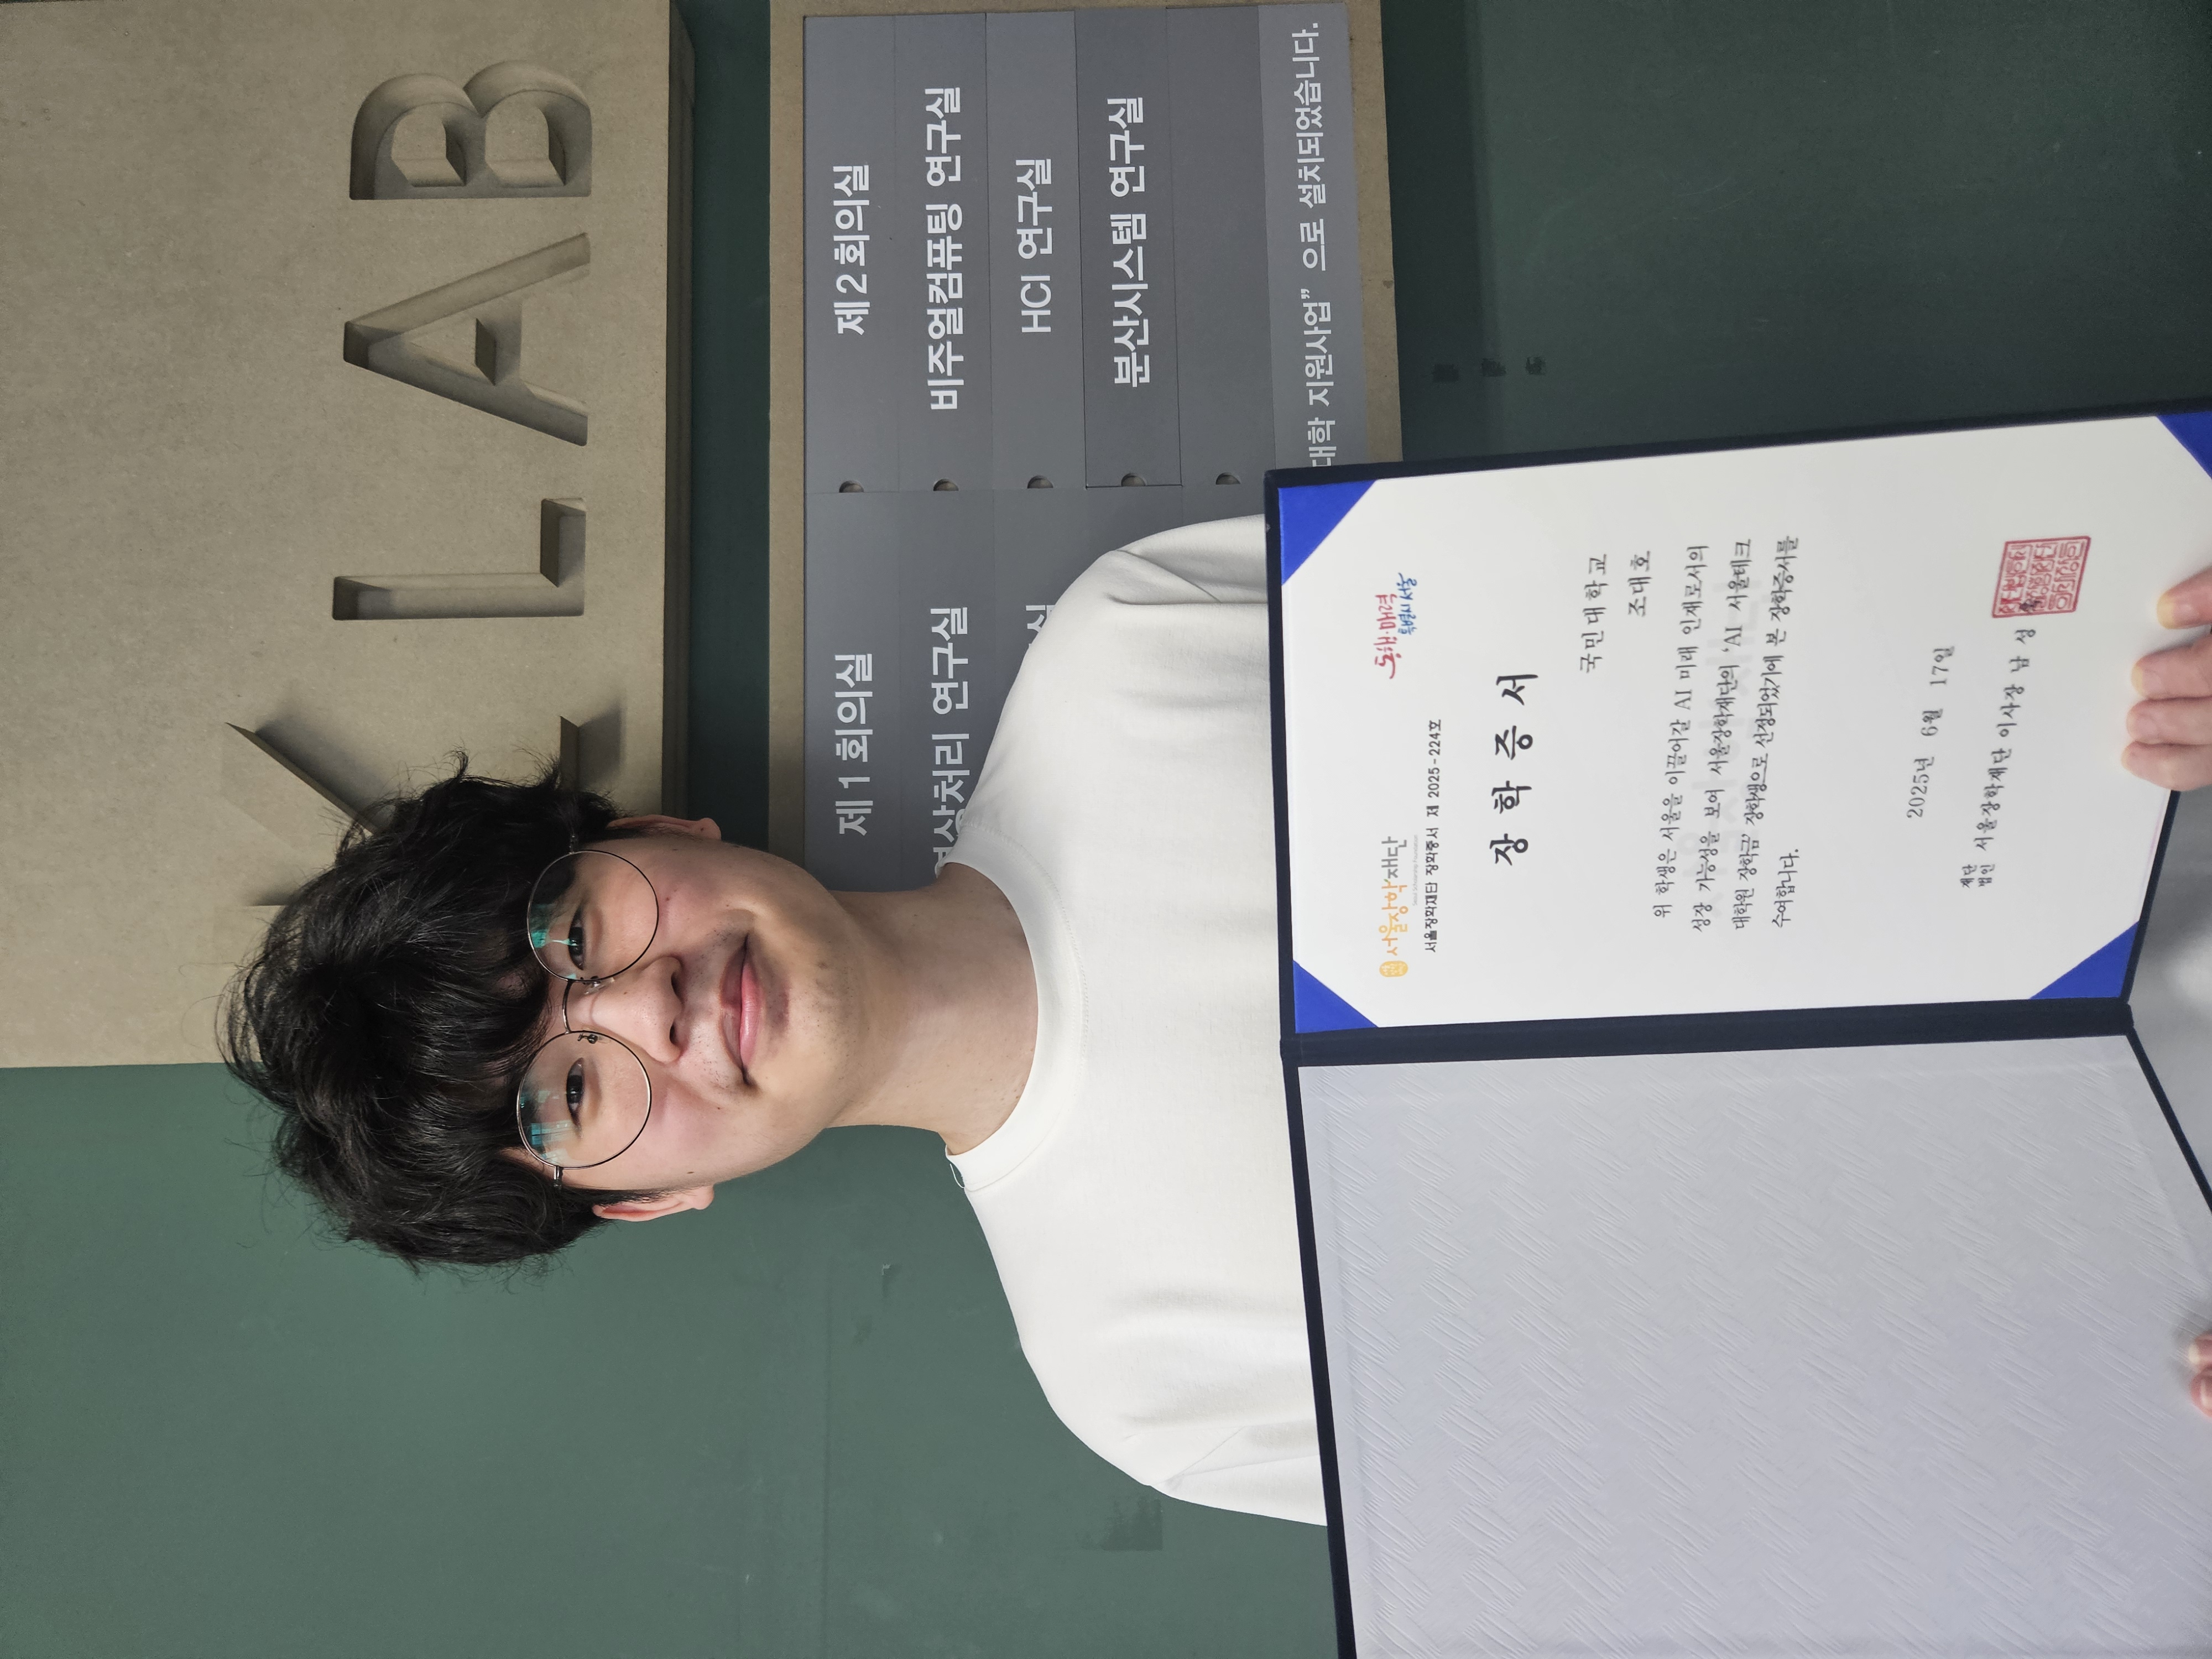 K LAB
제1회의실
제2회의실
영상처리 연구실
비주얼컴퓨팅 연구실
HCI 연구실
분산시스템 연구실
대학 지원사업” 으로 설치되었습니다.
서울장학재단
Seoul Scholarship Foundation
동행·매력
특별시 서울
서울장학재단 장학증서 제 2025-224호
장학증서
국민대학교
조대호
위 학생은 서울을 이끌어갈 AI 미래 인재로서의
성장 가능성을 보여 서울장학재단의 ‘AI 서울테크
대학원 장학금’ 장학생으로 선정되었기에 본 장학증서를
수여합니다.
2025년 6월 17일
재단
법인 서울장학재단 이사장 남 성